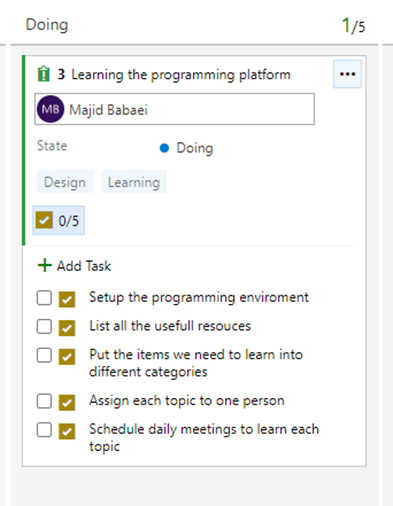 Doing 1/5
3 Learning the programming platform
MB Majid Babaei
State Doing
Design Learning
0/5
Add Task
Setup the programming enviroment
List all the usefull resouces
Put the items we need to learn into
different categories
Assign each topic to one person
Schedule daily meetings to learn each
topic